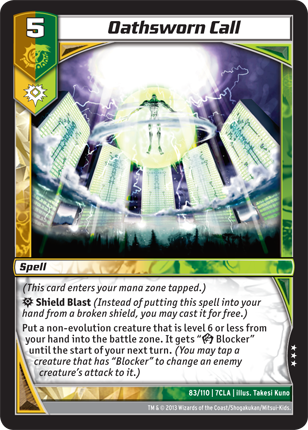 5
Oathsworn Call
Spell
(This card enters your mana zone tapped.)
Shield Blast (Instead of putting this spell into your
hand from a broken shield, you may cast it for free.)
Put a non-evolution creature that is level 6 or less from
your hand into the battle zone. It gets “ Blocker”
until the start of your next turn. (You may tap a
creature that has “Blocker” to change an enemy
creature's attack to it.)
83/110 | 7CLA | illus. Takesi Kuno
TM & © 2013 Wizards of the Coast/Shogakukan/Mitsui-Kids.